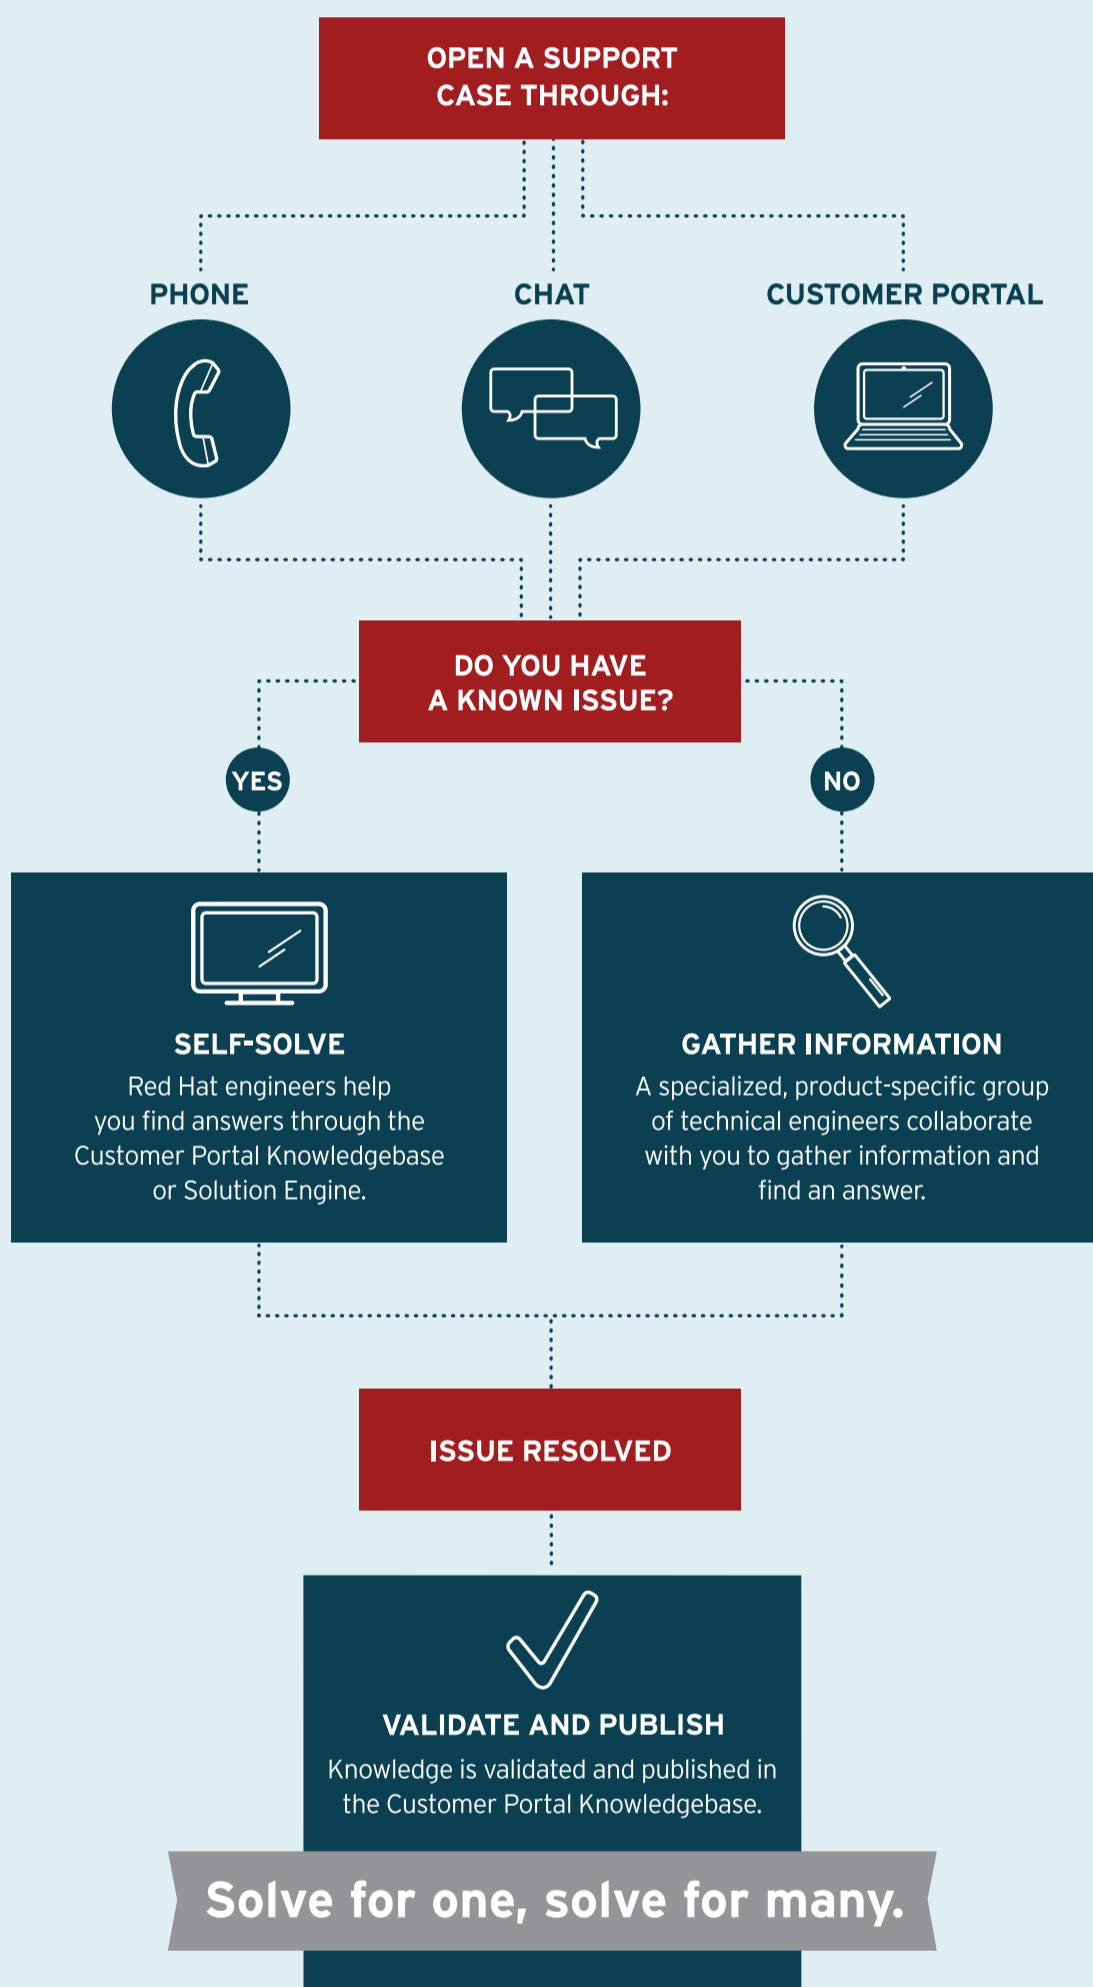 OPEN A SUPPORT
CASE THROUGH:
PHONE
CHAT
CUSTOMER PORTAL
DO YOU HAVE
A KNOWN ISSUE?
YES
NO
SELF-SOLVE
Red Hat engineers help
you find answers through the
Customer Portal Knowledgebase
or Solution Engine.
GATHER INFORMATION
A specialized, product-specific group
of technical engineers collaborate
with you to gather information and
find an answer.
ISSUE RESOLVED
VALIDATE AND PUBLISH
Knowledge is validated and published in
the Customer Portal Knowledgebase.
Solve for one, solve for many.